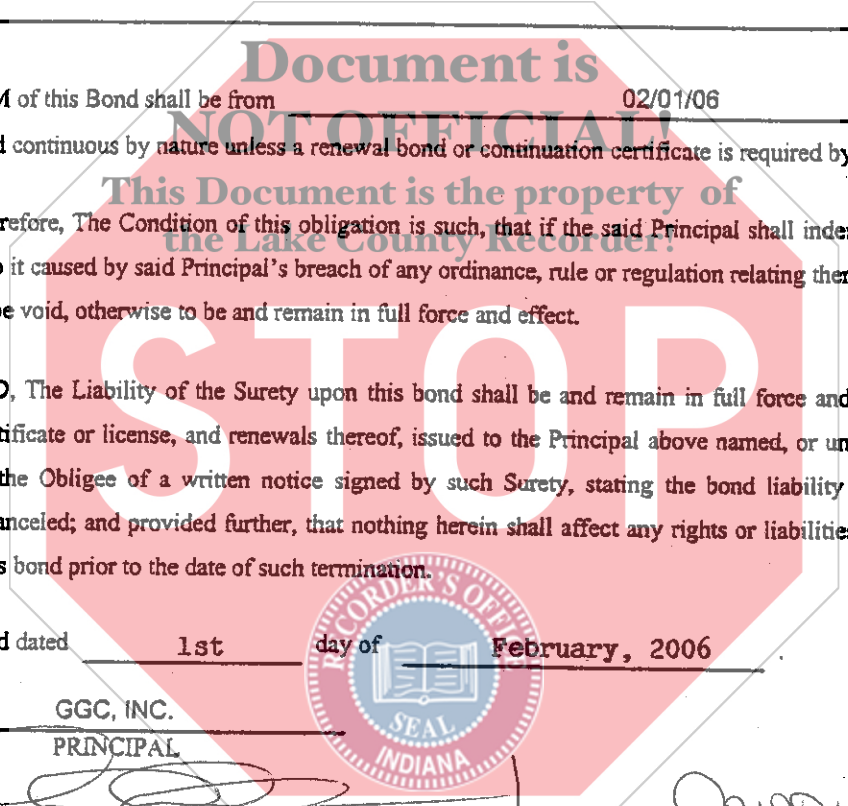 Document is
M of this Bond shall be from 02/01/06
NOT OFFICIAL!
d continuous by nature unless a renewal bond or continuation certificate is required by
This Document is the property of
refore, The Condition of this obligation is such, that if the said Principal shall inde
the Lake County Recorder!
it caused by said Principal's breach of any ordinance, rule or regulation relating ther
e void, otherwise to be and remain in full force and effect.
STOP
, The Liability of the Surety upon this bond shall be and remain in full force and
tificate or license, and renewals thereof, issued to the Principal above named, or un
the Obligee of a written notice signed by such Surety, stating the bond liability
nceled; and provided further, that nothing herein shall affect any rights or liabilitie
s bond prior to the date of such termination.
RECORDER'S OFFICE
d dated 1st day of February, 2006
GGC, INC.
SEAL
PRINCIPAL
INDIANA